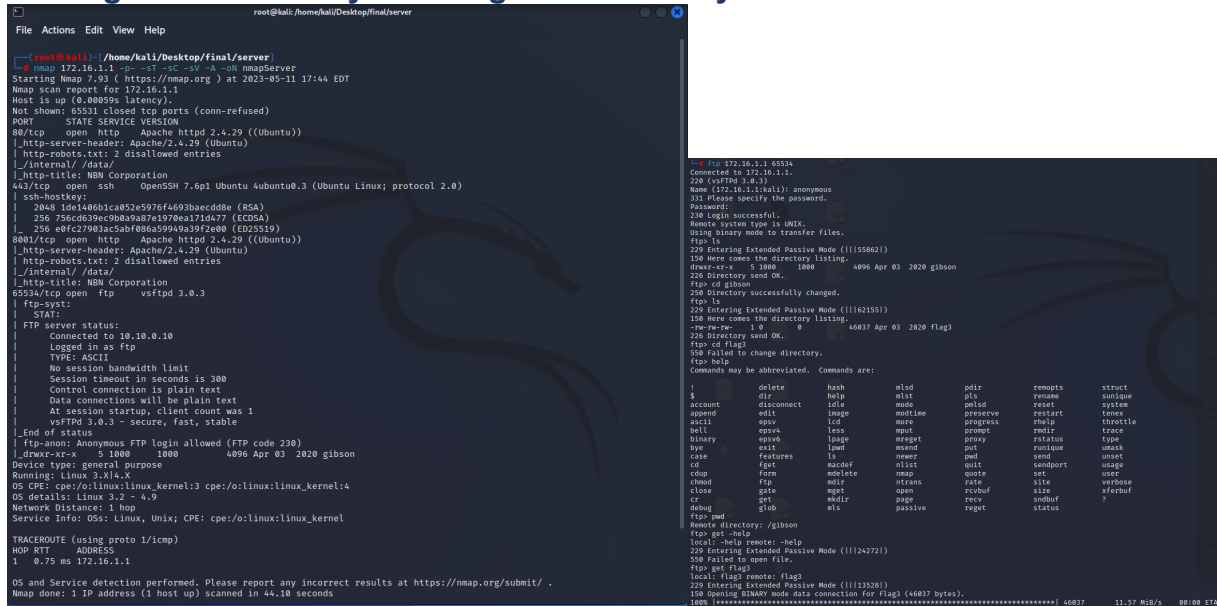 root@kali: /home/kali/Desktop/final/server
File Actions Edit View Help
(root㉿kali)-[/home/kali/Desktop/final/server]
# nmap 172.16.1.1 -p- -sT -sC -sV -A -oN nmapServer
Starting Nmap 7.93 ( https://nmap.org ) at 2023-05-11 17:44 EDT
Nmap scan report for 172.16.1.1
Host is up (0.00059s latency).
Not shown: 65531 closed tcp ports (conn-refused)
PORT STATE SERVICE VERSION
80/tcp open http Apache httpd 2.4.29 ((Ubuntu))
|_http-server-header: Apache/2.4.29 (Ubuntu)
| http-robots.txt: 2 disallowed entries
|_/internal/ /data/
|_http-title: NBN Corporation
443/tcp open ssh OpenSSH 7.6p1 Ubuntu 4ubuntu0.3 (Ubuntu Linux; protocol 2.0)
| ssh-hostkey:
| 2048 1de1406b1ca052e5976f4693baecdd8e (RSA)
| 256 756cd639ec9b0a9a87e1970ea171d477 (ECDSA)
|_ 256 e0fc27903ac5abf086a59949a39f2e00 (ED25519)
8001/tcp open http Apache httpd 2.4.29 ((Ubuntu))
|_http-server-header: Apache/2.4.29 (Ubuntu)
| http-robots.txt: 2 disallowed entries
|_/internal/ /data/
|_http-title: NBN Corporation
65534/tcp open ftp vsftpd 3.0.3
| ftp-syst:
| STAT:
| FTP server status:
| Connected to 10.10.0.10
| Logged in as ftp
| TYPE: ASCII
| No session bandwidth limit
| Session timeout in seconds is 300
| Control connection is plain text
| Data connections will be plain text
| At session startup, client count was 1
| vsFTPd 3.0.3 - secure, fast, stable
|_End of status
| ftp-anon: Anonymous FTP login allowed (FTP code 230)
|_drwxr-xr-x 5 1000 1000 4096 Apr 03 2020 gibson
Device type: general purpose
Running: Linux 3.X|4.X
OS CPE: cpe:/o:linux:linux_kernel:3 cpe:/o:linux:linux_kernel:4
OS details: Linux 3.2 - 4.9
Network Distance: 1 hop
Service Info: OSs: Linux, Unix; CPE: cpe:/o:linux:linux_kernel
TRACEROUTE (using proto 1/icmp)
HOP RTT ADDRESS
1 0.75 ms 172.16.1.1
OS and Service detection performed. Please report any incorrect results at https://nmap.org/submit/ .
Nmap done: 1 IP address (1 host up) scanned in 44.10 seconds
# ftp 172.16.1.1 65534
Connected to 172.16.1.1.
220 (vsFTPd 3.0.3)
Name (172.16.1.1:kali): anonymous
331 Please specify the password.
Password:
230 Login successful.
Remote system type is UNIX.
Using binary mode to transfer files.
ftp> ls
229 Entering Extended Passive Mode (|||55862|)
150 Here comes the directory listing.
drwxr-xr-x 5 1000 1000 4096 Apr 03 2020 gibson
226 Directory send OK.
ftp> cd gibson
250 Directory successfully changed.
ftp> ls
229 Entering Extended Passive Mode (|||62155|)
150 Here comes the directory listing.
-rw-rw-rw- 1 0 0 46037 Apr 03 2020 flag3
226 Directory send OK.
ftp> cd flag3
550 Failed to change directory.
ftp> help
Commands may be abbreviated. Commands are:
! delete hash mlsd pdir remopts struct
$ dir help mlst pls rename sunique
account disconnect idle mode pmlsd reset system
append edit image modtime preserve restart tenex
ascii epsv lcd more progress rhelp throttle
bell epsv4 less mput prompt rmdir trace
binary epsv6 lpage mreget proxy rstatus type
bye exit lpwd msend put runique umask
case features ls newer pwd send unset
cd fget macdef nlist quit sendport usage
cdup form mdelete nmap quote set user
chmod ftp mdir ntrans rate site verbose
close gate mget open rcvbuf size xferbuf
cr get mkdir page recv sndbuf ?
debug glob mls passive reget status
ftp> pwd
Remote directory: /gibson
ftp> get -help
local: -help remote: -help
229 Entering Extended Passive Mode (|||24272|)
550 Failed to open file.
ftp> get flag3
local: flag3 remote: flag3
229 Entering Extended Passive Mode (|||13528|)
150 Opening BINARY mode data connection for flag3 (46037 bytes).